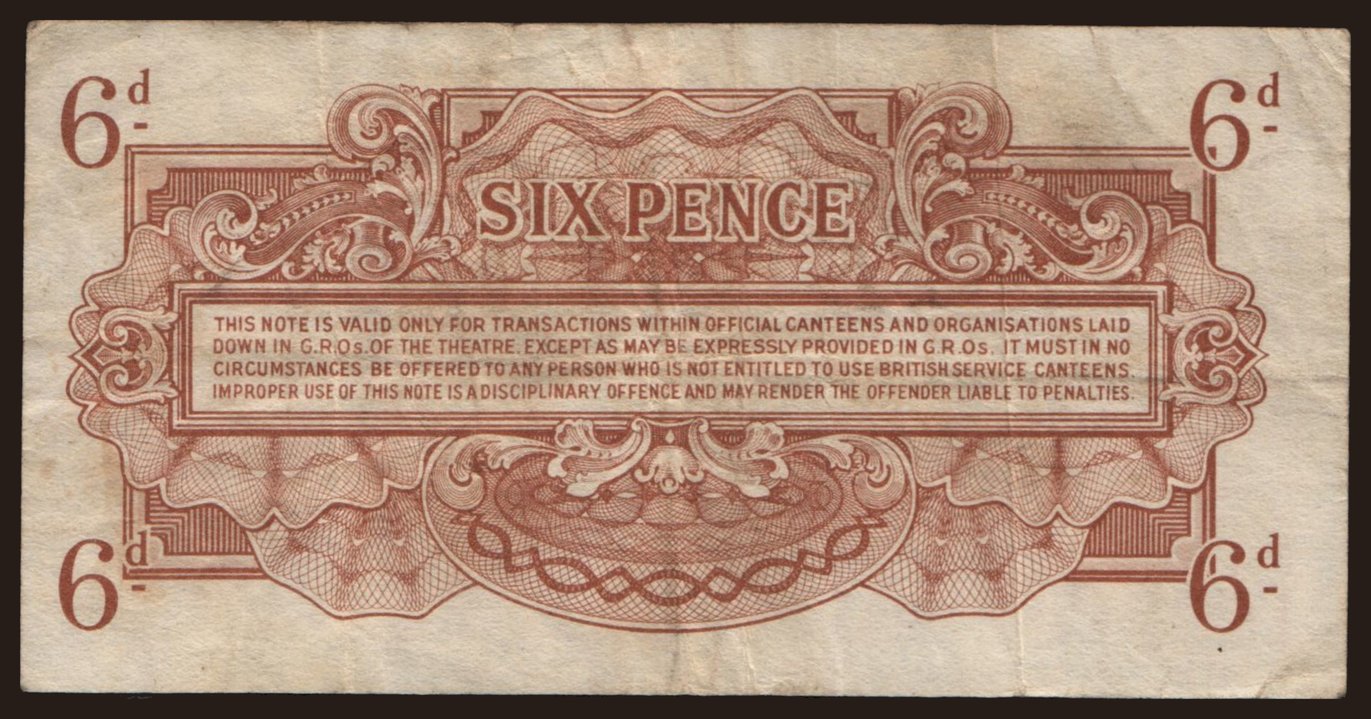 6d 6d
SIX PENCE
THIS NOTE IS VALID ONLY FOR TRANSACTIONS WITHIN OFFICIAL CANTEENS AND ORGANISATIONS LAID
DOWN IN G.R.Os. OF THE THEATRE. EXCEPT AS MAY BE EXPRESSLY PROVIDED IN G.R.Os. IT MUST IN NO
CIRCUMSTANCES BE OFFERED TO ANY PERSON WHO IS NOT ENTITLED TO USE BRITISH SERVICE CANTEENS.
IMPROPER USE OF THIS NOTE IS A DISCIPLINARY OFFENCE AND MAY RENDER THE OFFENDER LIABLE TO PENALTIES.
6d 6d